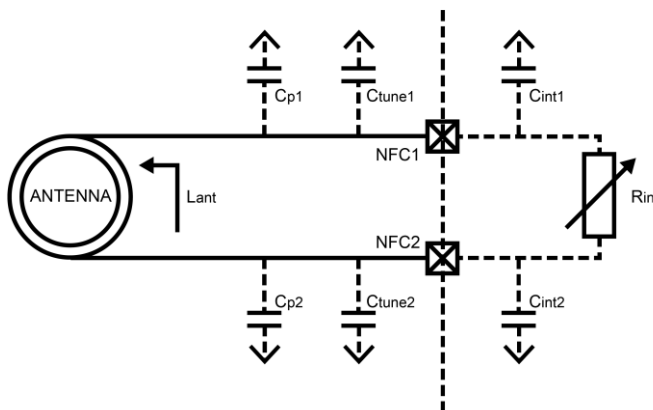 Cp1
Ctune1
Cint1
NFC1
ANTENNA
Lant
Rin
NFC2
Cp2
Ctune2
Cint2